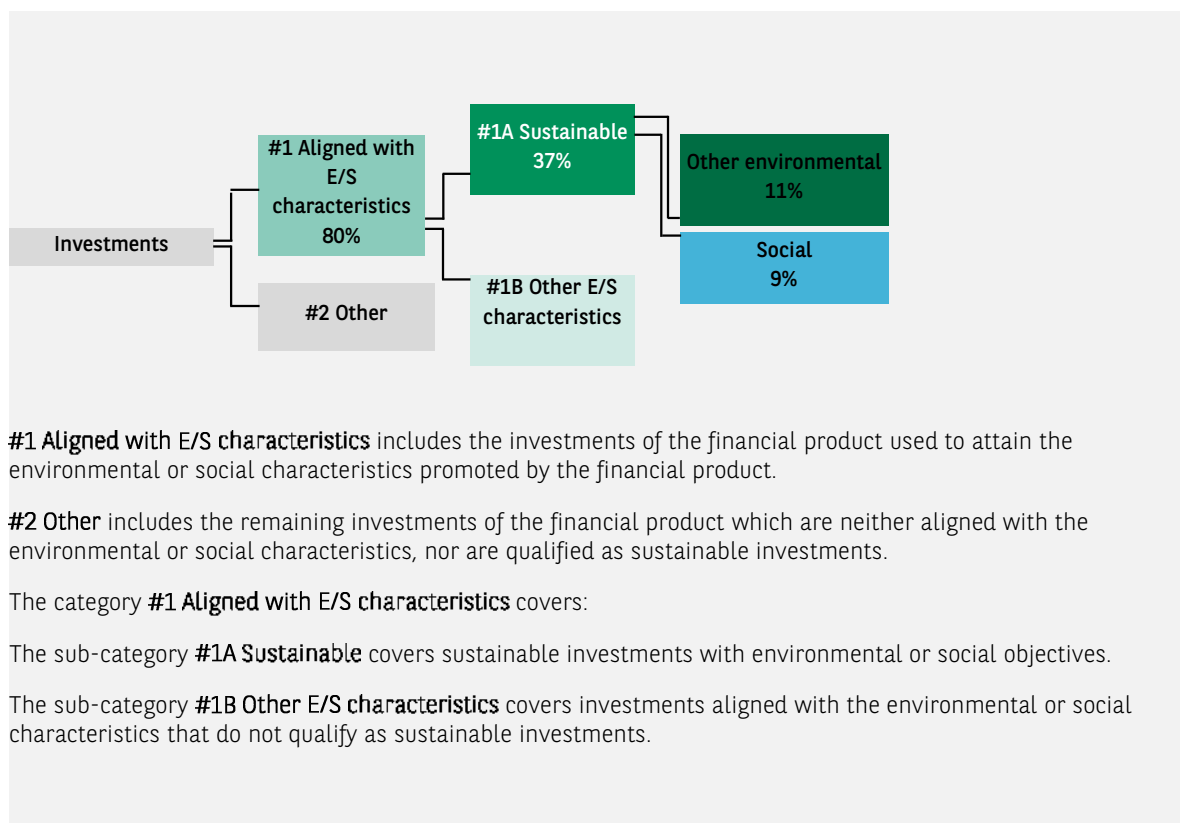 #1A Sustainable
37%
#1 Aligned with
E/S
characteristics
80%
Other environmental
11%
Investments
Social
9%
#2 Other
#1B Other E/S
characteristics
#1 Aligned with E/S characteristics includes the investments of the financial product used to attain the
environmental or social characteristics promoted by the financial product.
#2 Other includes the remaining investments of the financial product which are neither aligned with the
environmental or social characteristics, nor are qualified as sustainable investments.
The category #1 Aligned with E/S characteristics covers:
The sub-category #1A Sustainable covers sustainable investments with environmental or social objectives.
The sub-category #1B Other E/S characteristics covers investments aligned with the environmental or social
characteristics that do not qualify as sustainable investments.